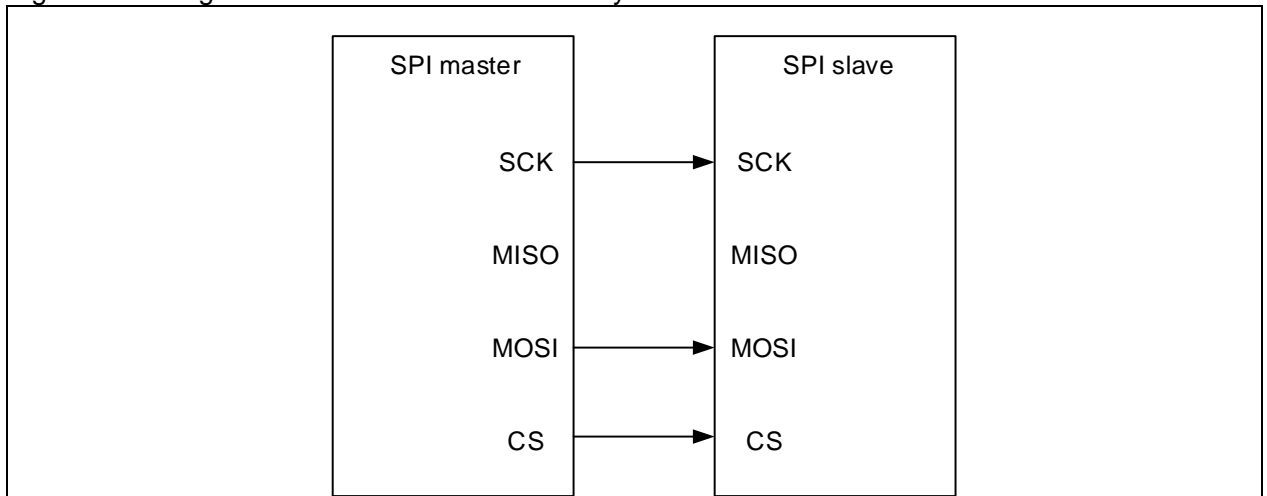 SPI master SPI slave
SCK SCK
MISO MISO
MOSI MOSI
CS CS